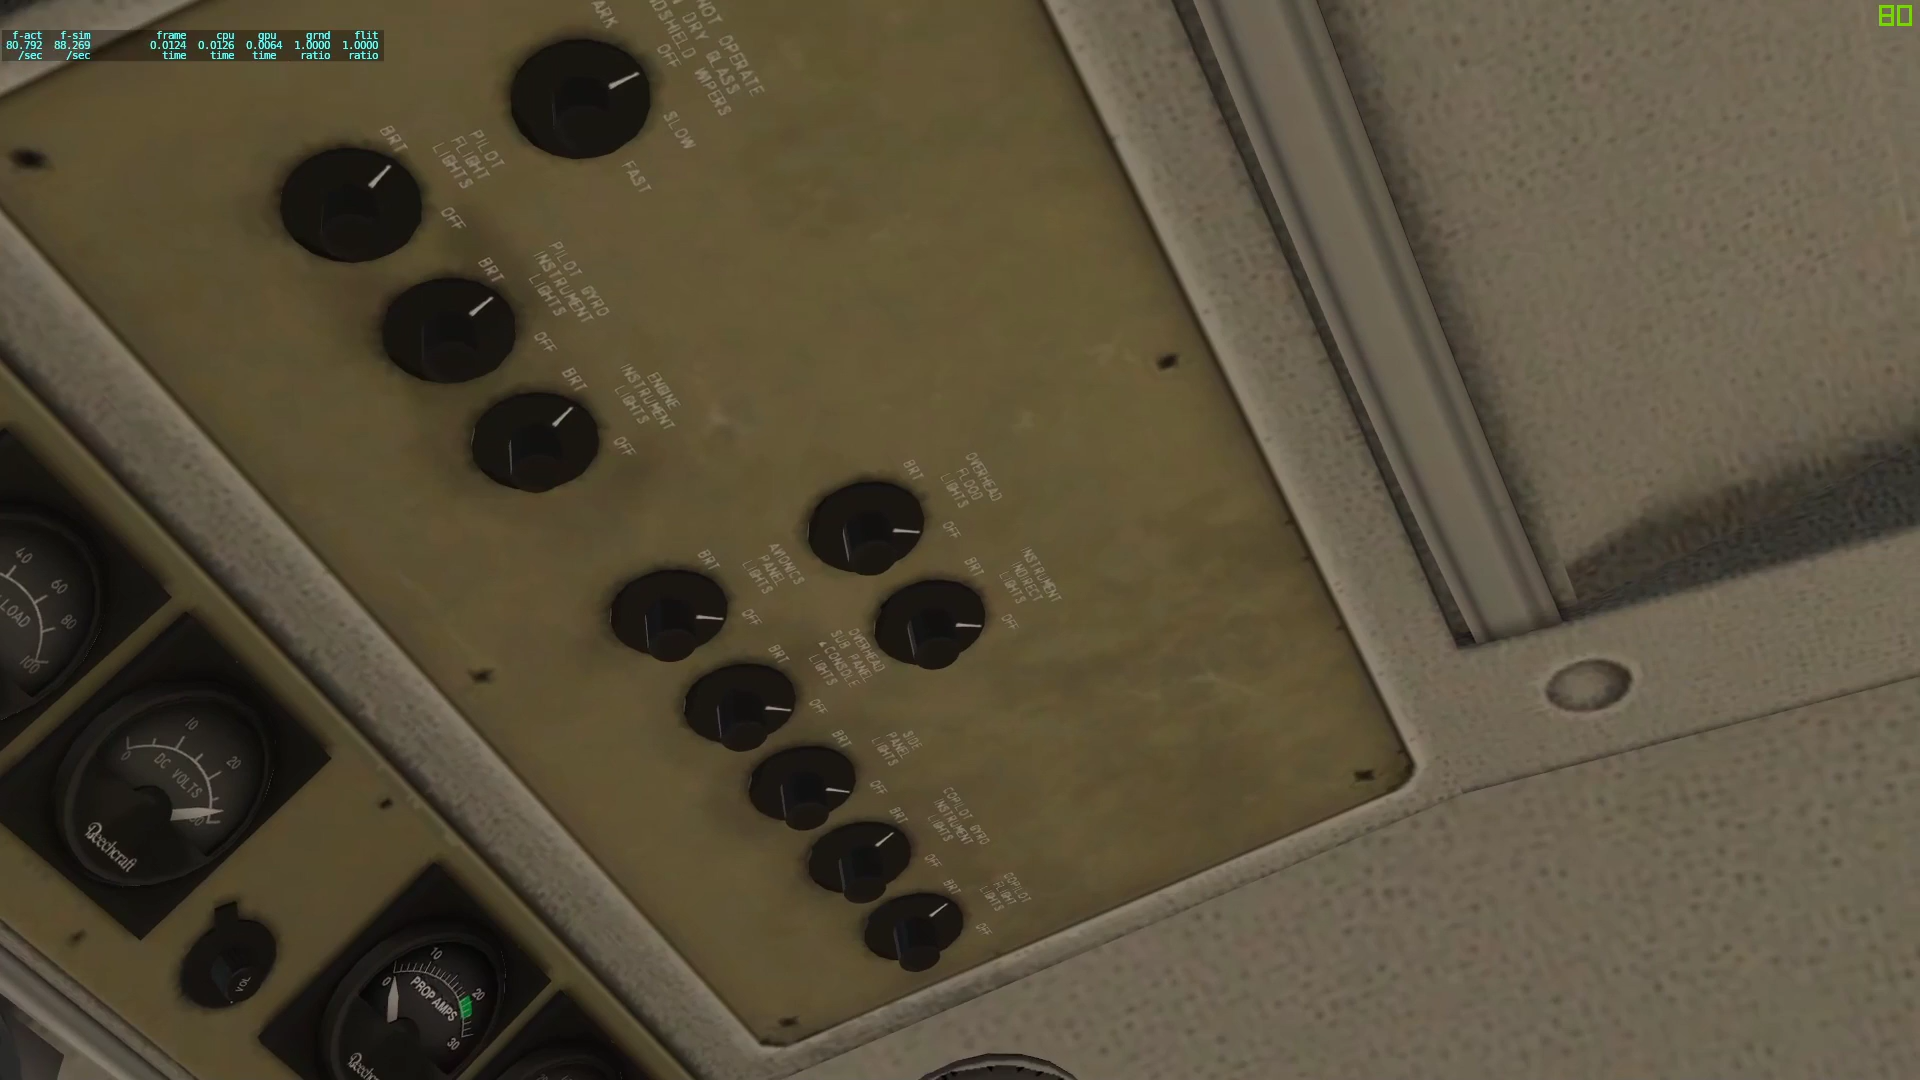 f-act f-sim frame cpu gpu grnd flit
80.792 88.269 0.0124 0.0126 0.0064 1.0000 1.0000
/sec /sec time time time ratio ratio
80
NOT OPERATE
DRY GLASS
WIPERS
OFF
SLOW
FAST
PILOT
FLIGHT
LIGHTS
BRT
OFF
PILOT GYRO
INSTRUMENT
LIGHTS
BRT
OFF
ENGINE
INSTRUMENT
LIGHTS
BRT
OFF
OVERHEAD
FLOOD
LIGHTS
BRT
OFF
INSTRUMENT
INDIRECT
LIGHTS
BRT
OFF
AVIONICS
PANEL
LIGHTS
BRT
OFF
OVERHEAD
SUB PANEL
& CONSOLE
LIGHTS
BRT
OFF
SIDE
PANEL
LIGHTS
BRT
OFF
COPILOT GYRO
INSTRUMENT
LIGHTS
BRT
OFF
COPILOT
FLIGHT
LIGHTS
BRT
OFF
40
60
80
100
LOAD
0
10
20
DC VOLTS
Beechcraft
VOL
0
10
20
30
PROP AMPS